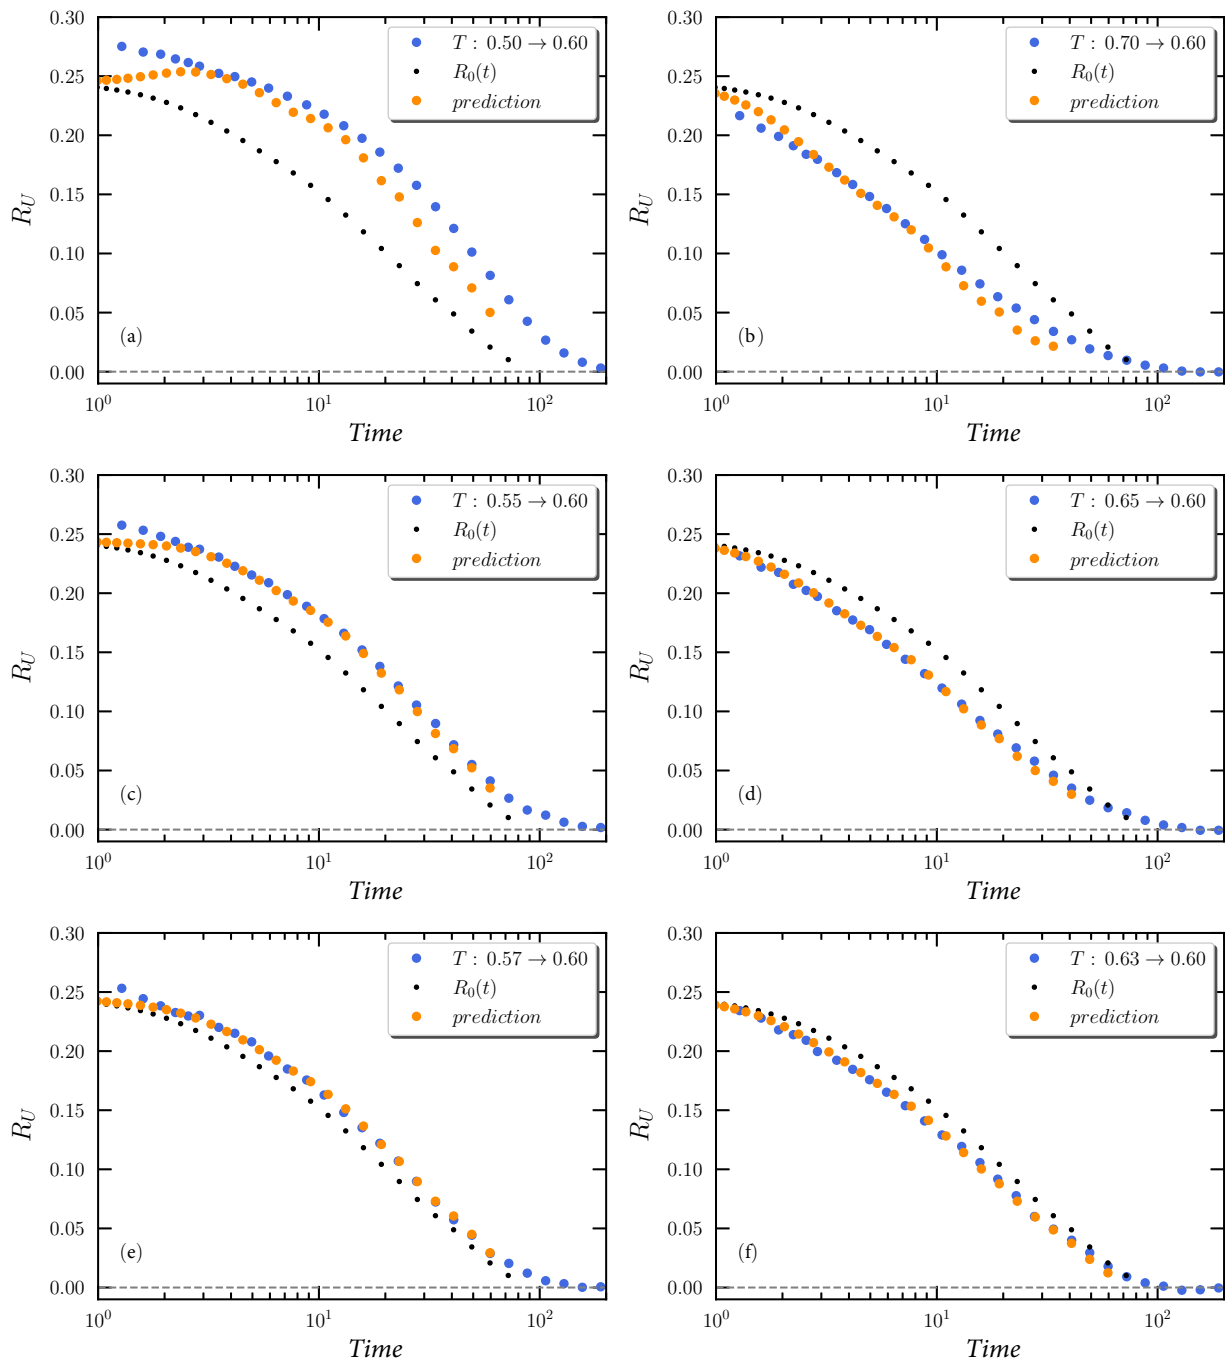 0.30
0.25
0.20
0.15
0.10
0.05
0.00
R_U
T : 0.50 → 0.60
R_0(t)
prediction
(a)
10^0
10^1
10^2
Time
0.30
0.25
0.20
0.15
0.10
0.05
0.00
R_U
T : 0.70 → 0.60
R_0(t)
prediction
(b)
10^0
10^1
10^2
Time
0.30
0.25
0.20
0.15
0.10
0.05
0.00
R_U
T : 0.55 → 0.60
R_0(t)
prediction
(c)
10^0
10^1
10^2
Time
0.30
0.25
0.20
0.15
0.10
0.05
0.00
R_U
T : 0.65 → 0.60
R_0(t)
prediction
(d)
10^0
10^1
10^2
Time
0.30
0.25
0.20
0.15
0.10
0.05
0.00
R_U
T : 0.57 → 0.60
R_0(t)
prediction
(e)
10^0
10^1
10^2
Time
0.30
0.25
0.20
0.15
0.10
0.05
0.00
R_U
T : 0.63 → 0.60
R_0(t)
prediction
(f)
10^0
10^1
10^2
Time